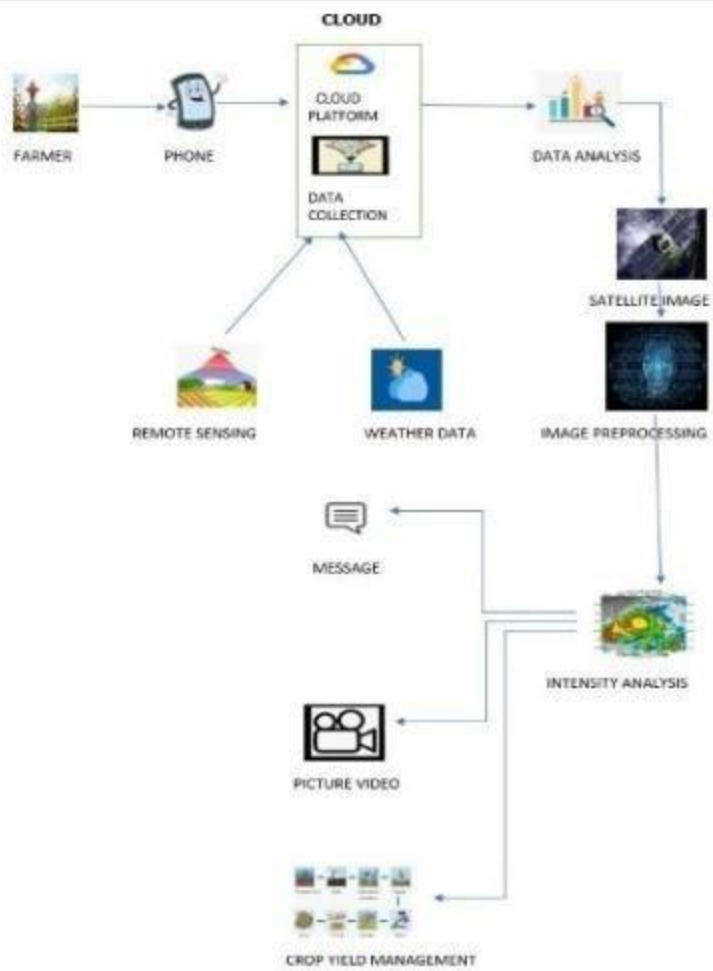 CLOUD
CLOUD
PLATFORM
FARMER
PHONE
DATA ANALYSIS
DATA
COLLECTION
SATELLITE IMAGE
REMOTE SENSING
WEATHER DATA
IMAGE PREPROCESSING
MESSAGE
INTENSITY ANALYSIS
PICTURE VIDEO
CROP YIELD MANAGEMENT